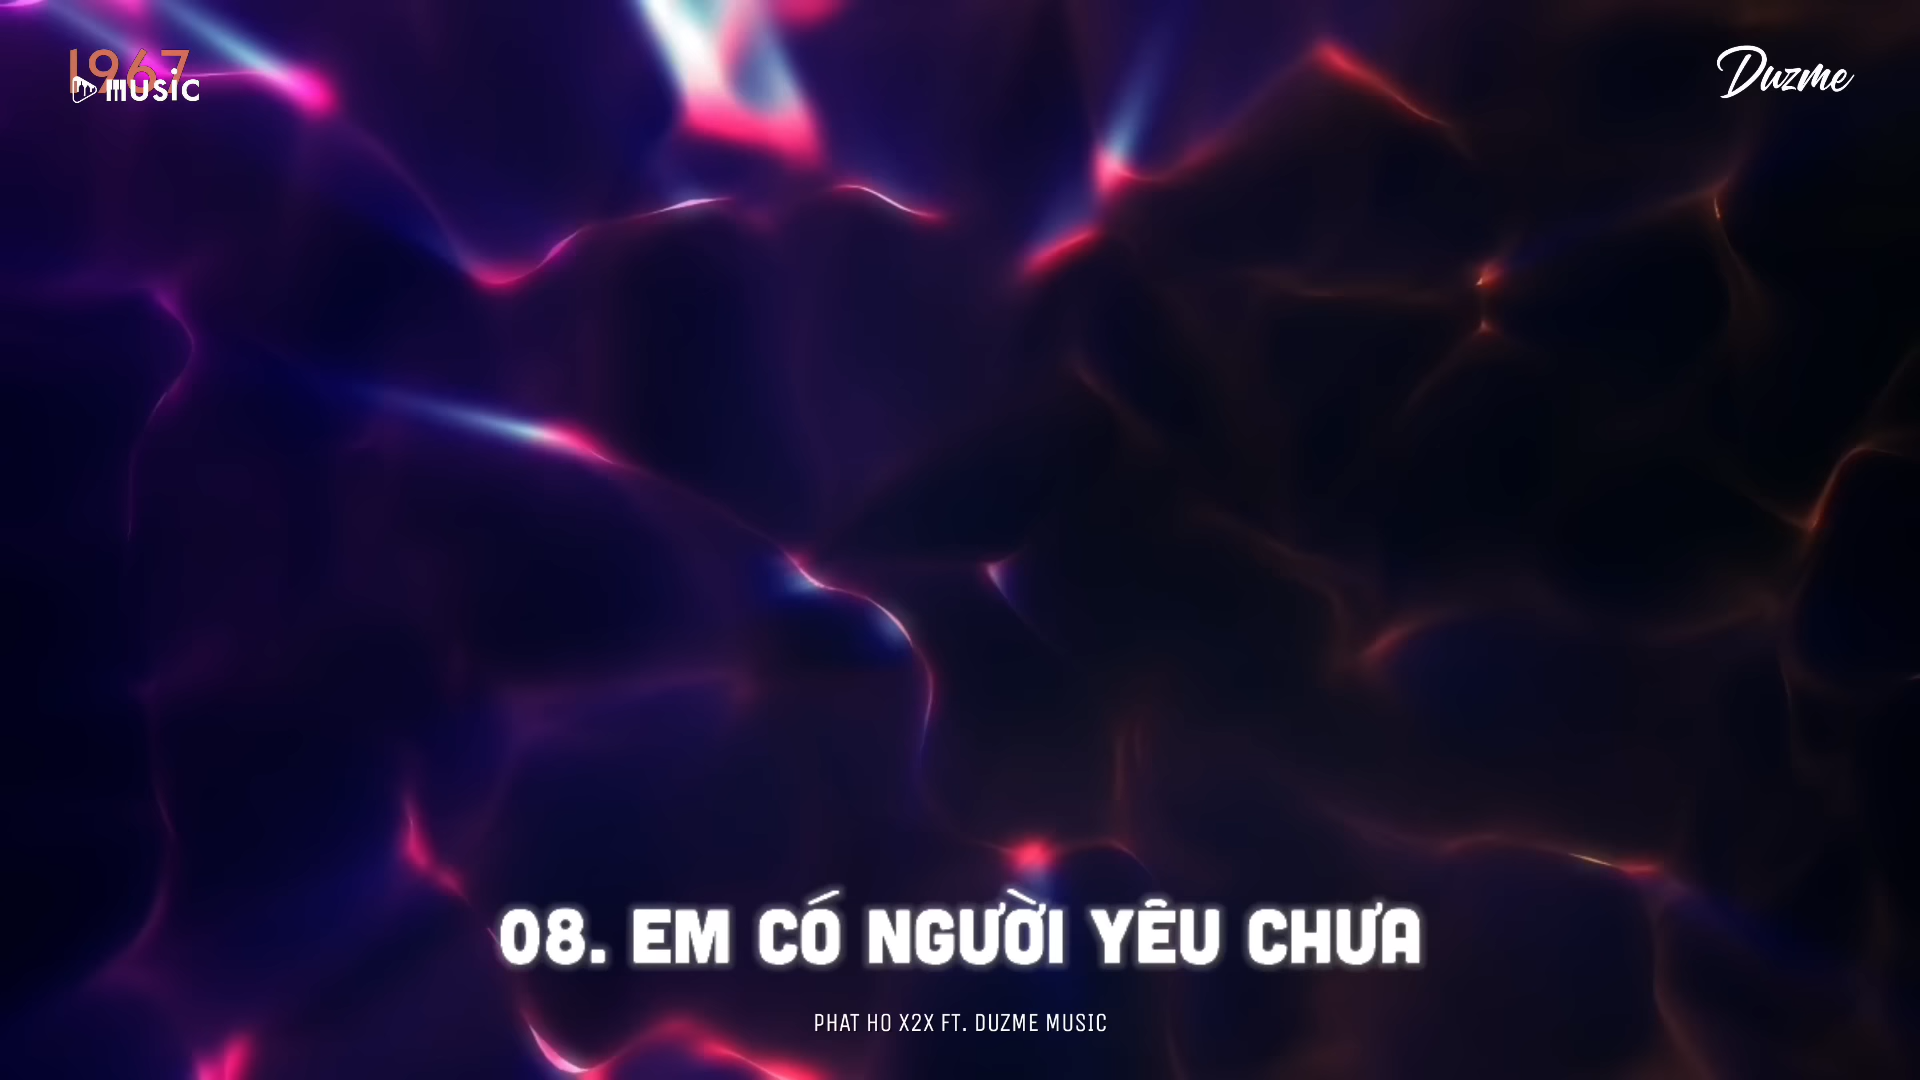 1967
MUSIC
Duzme
08. EM CÓ NGƯỜI YÊU CHƯA
PHAT HO X2X FT. DUZME MUSIC